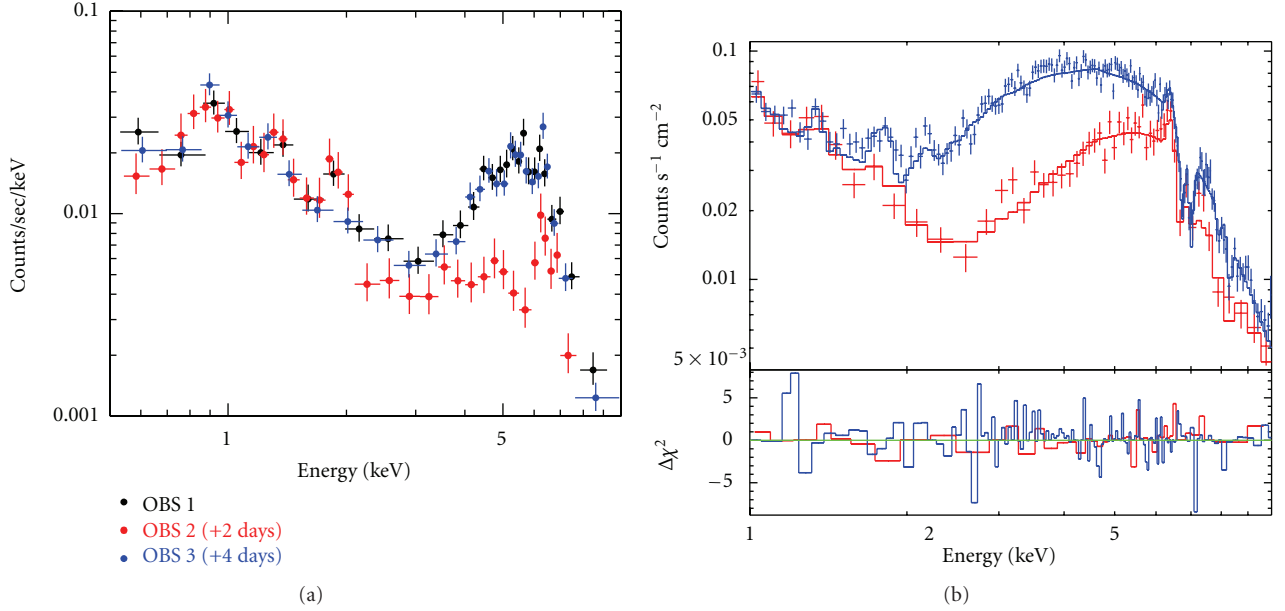 0.1
0.01
0.001
Counts/sec/keV
1
5
Energy (keV)
OBS 1
OBS 2 (+2 days)
OBS 3 (+4 days)
(a)
0.1
0.05
0.02
0.01
5 × 10⁻³
Counts s⁻¹ cm⁻²
5
0
−5
Δχ²
1
2
5
Energy (keV)
(b)